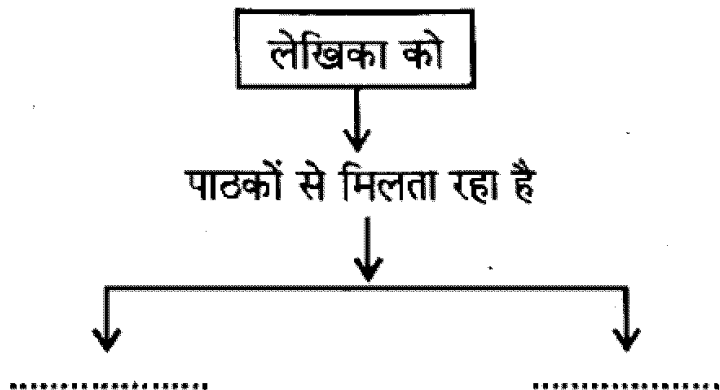 लेखिका को
पाठकों से मिलता रहा है